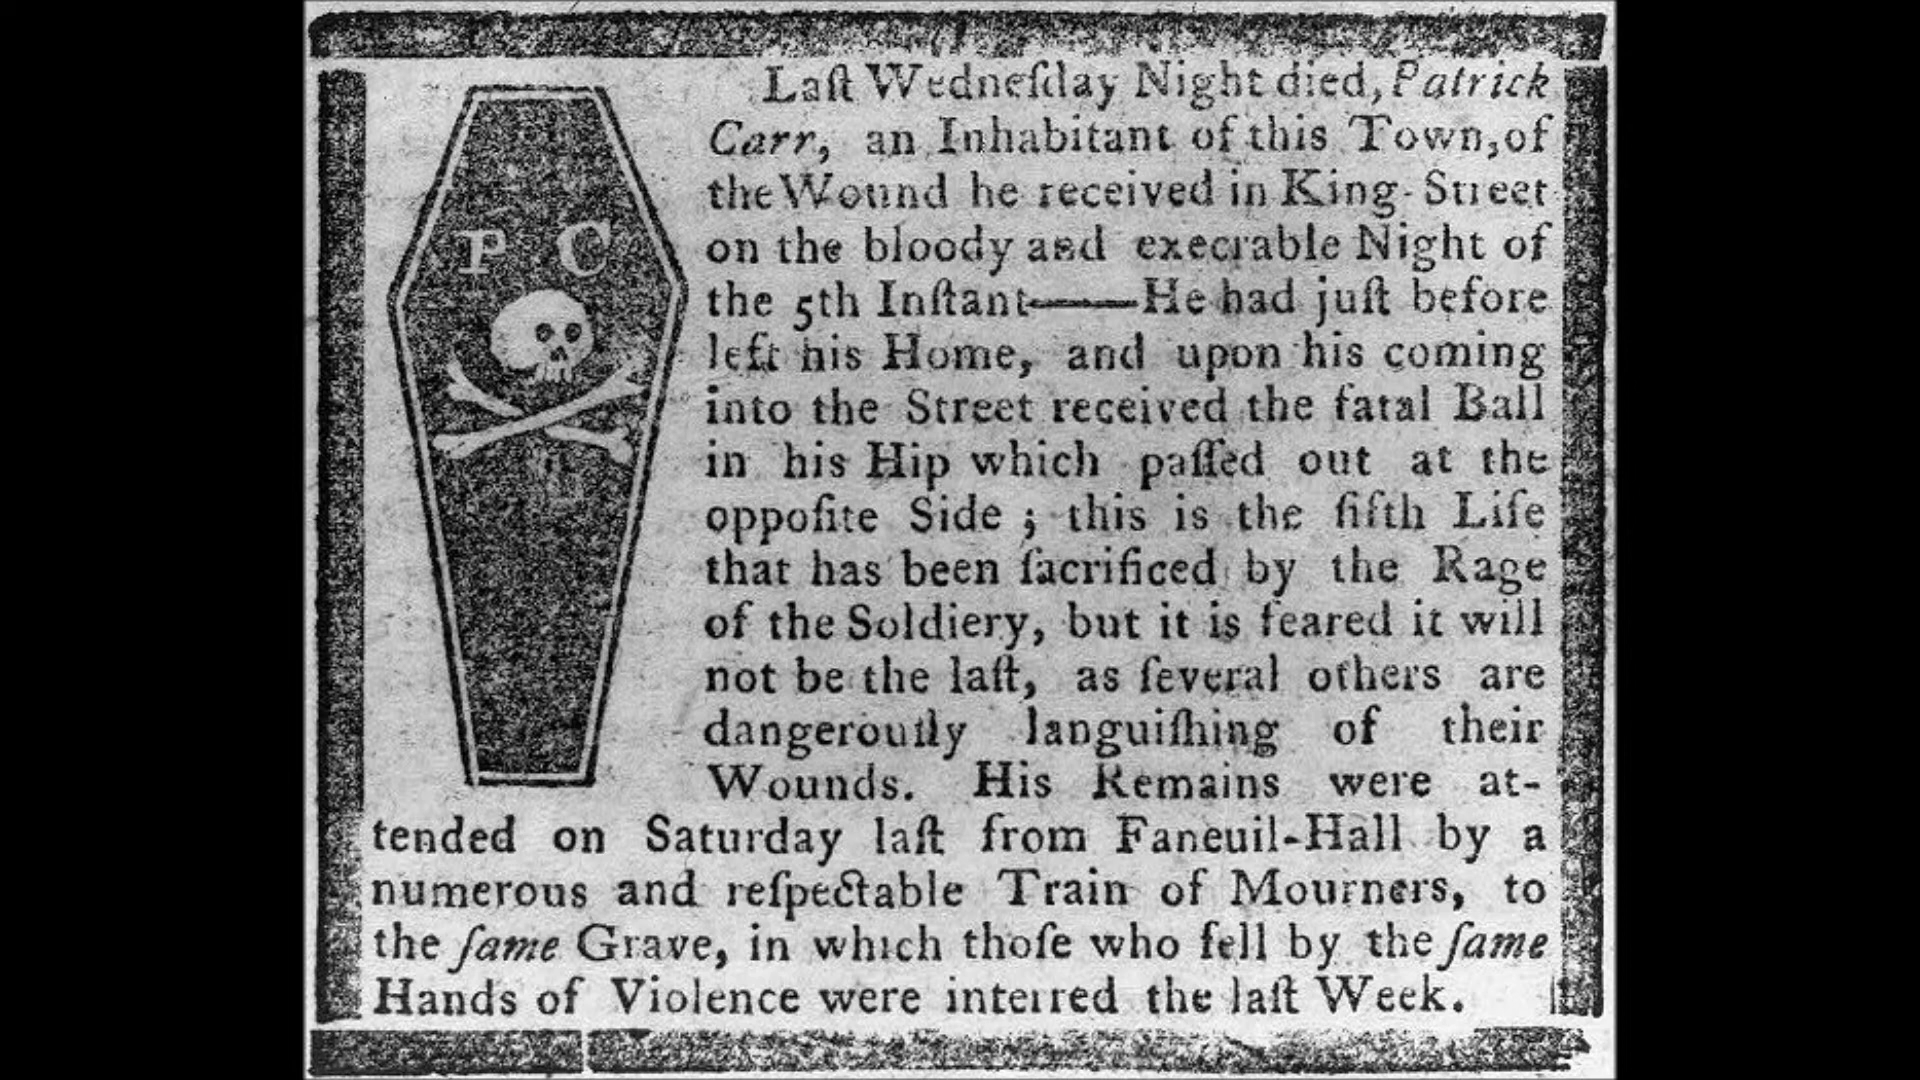 P C
Laſt Wedneſday Night died, Patrick
Carr, an Inhabitant of this Town, of
the Wound he received in King-Street
on the bloody and execrable Night of
the 5th Inſtant——He had juſt before
left his Home, and upon his coming
into the Street received the fatal Ball
in his Hip which paſſed out at the
oppoſite Side ; this is the fifth Life
that has been ſacrificed by the Rage
of the Soldiery, but it is feared it will
not be the laſt, as ſeveral others are
dangerouſly languiſhing of their
Wounds. His Remains were at-
tended on Saturday laſt from Faneuil-Hall by a
numerous and reſpectable Train of Mourners, to
the ſame Grave, in which thoſe who fell by the ſame
Hands of Violence were interred the laſt Week.